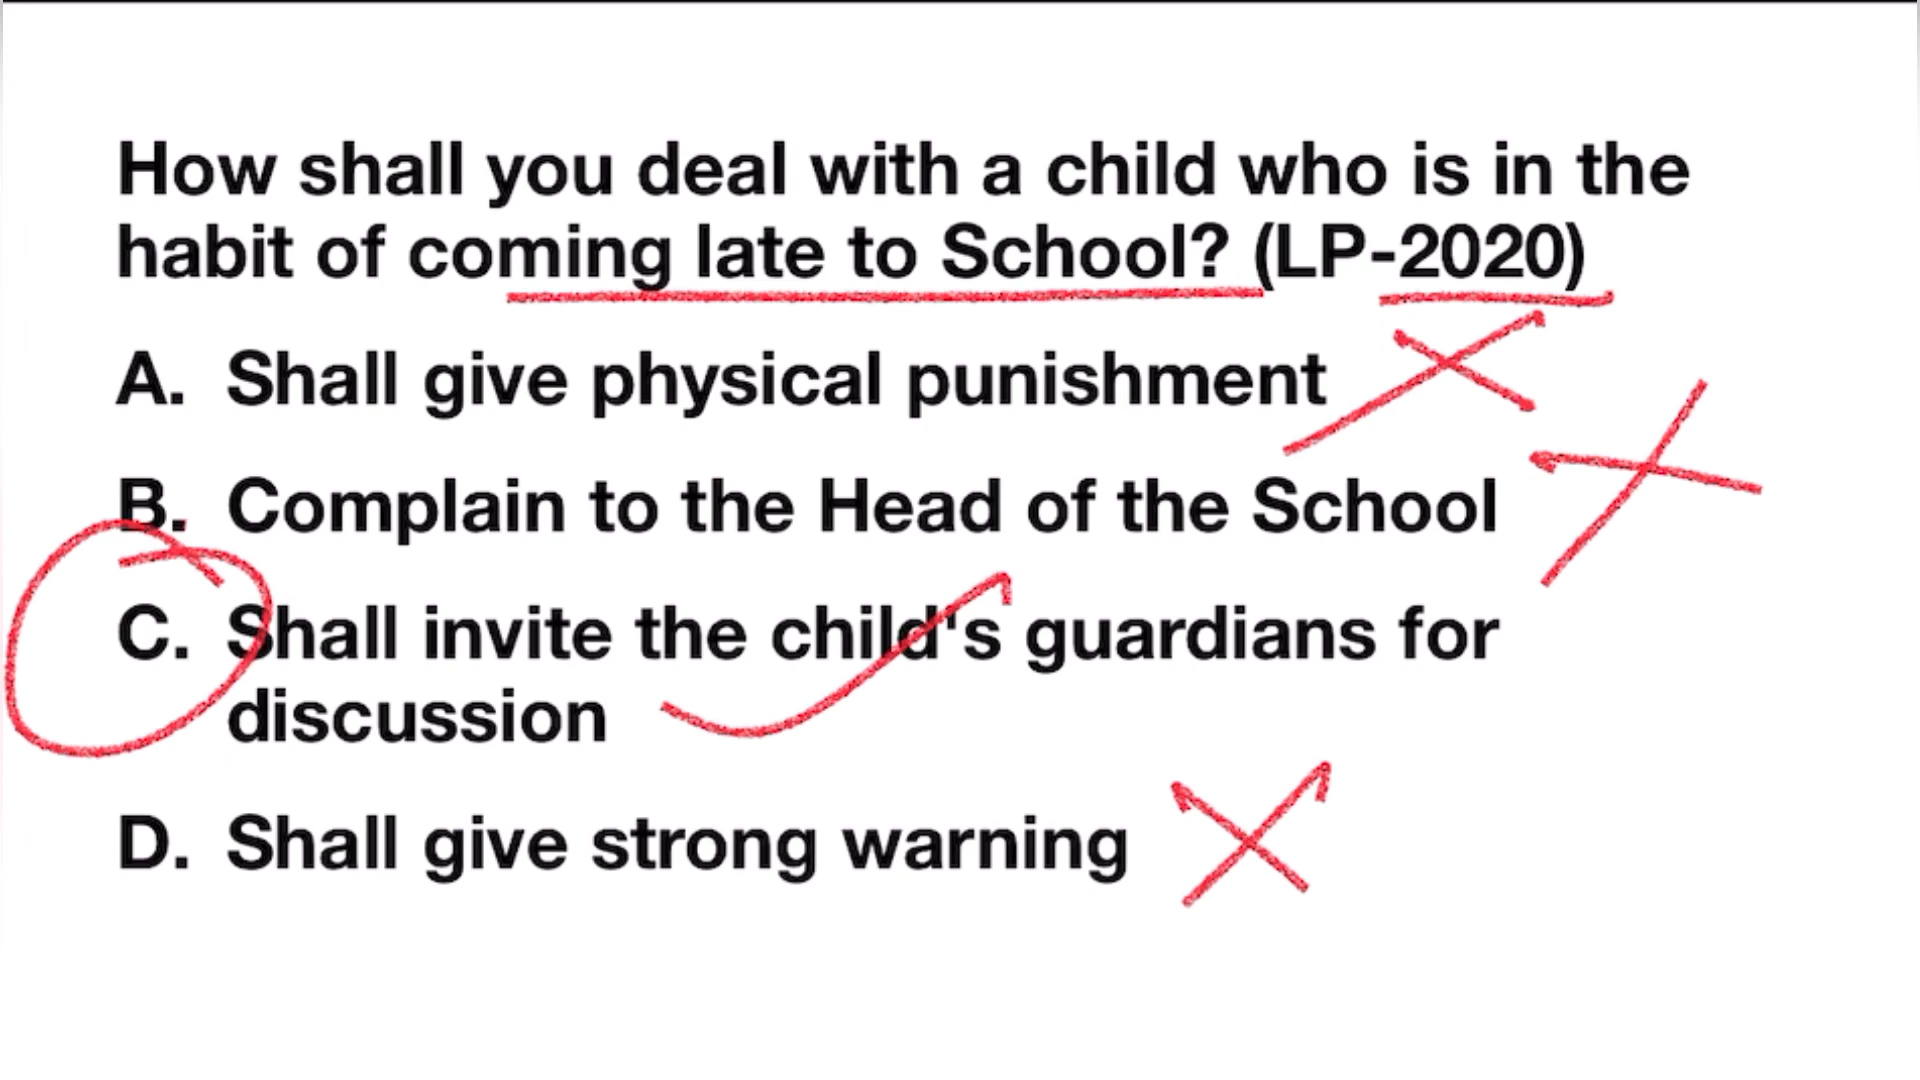 How shall you deal with a child who is in the
habit of coming late to School? (LP-2020)
A. Shall give physical punishment
B. Complain to the Head of the School
C. Shall invite the child's guardians for
discussion
D. Shall give strong warning